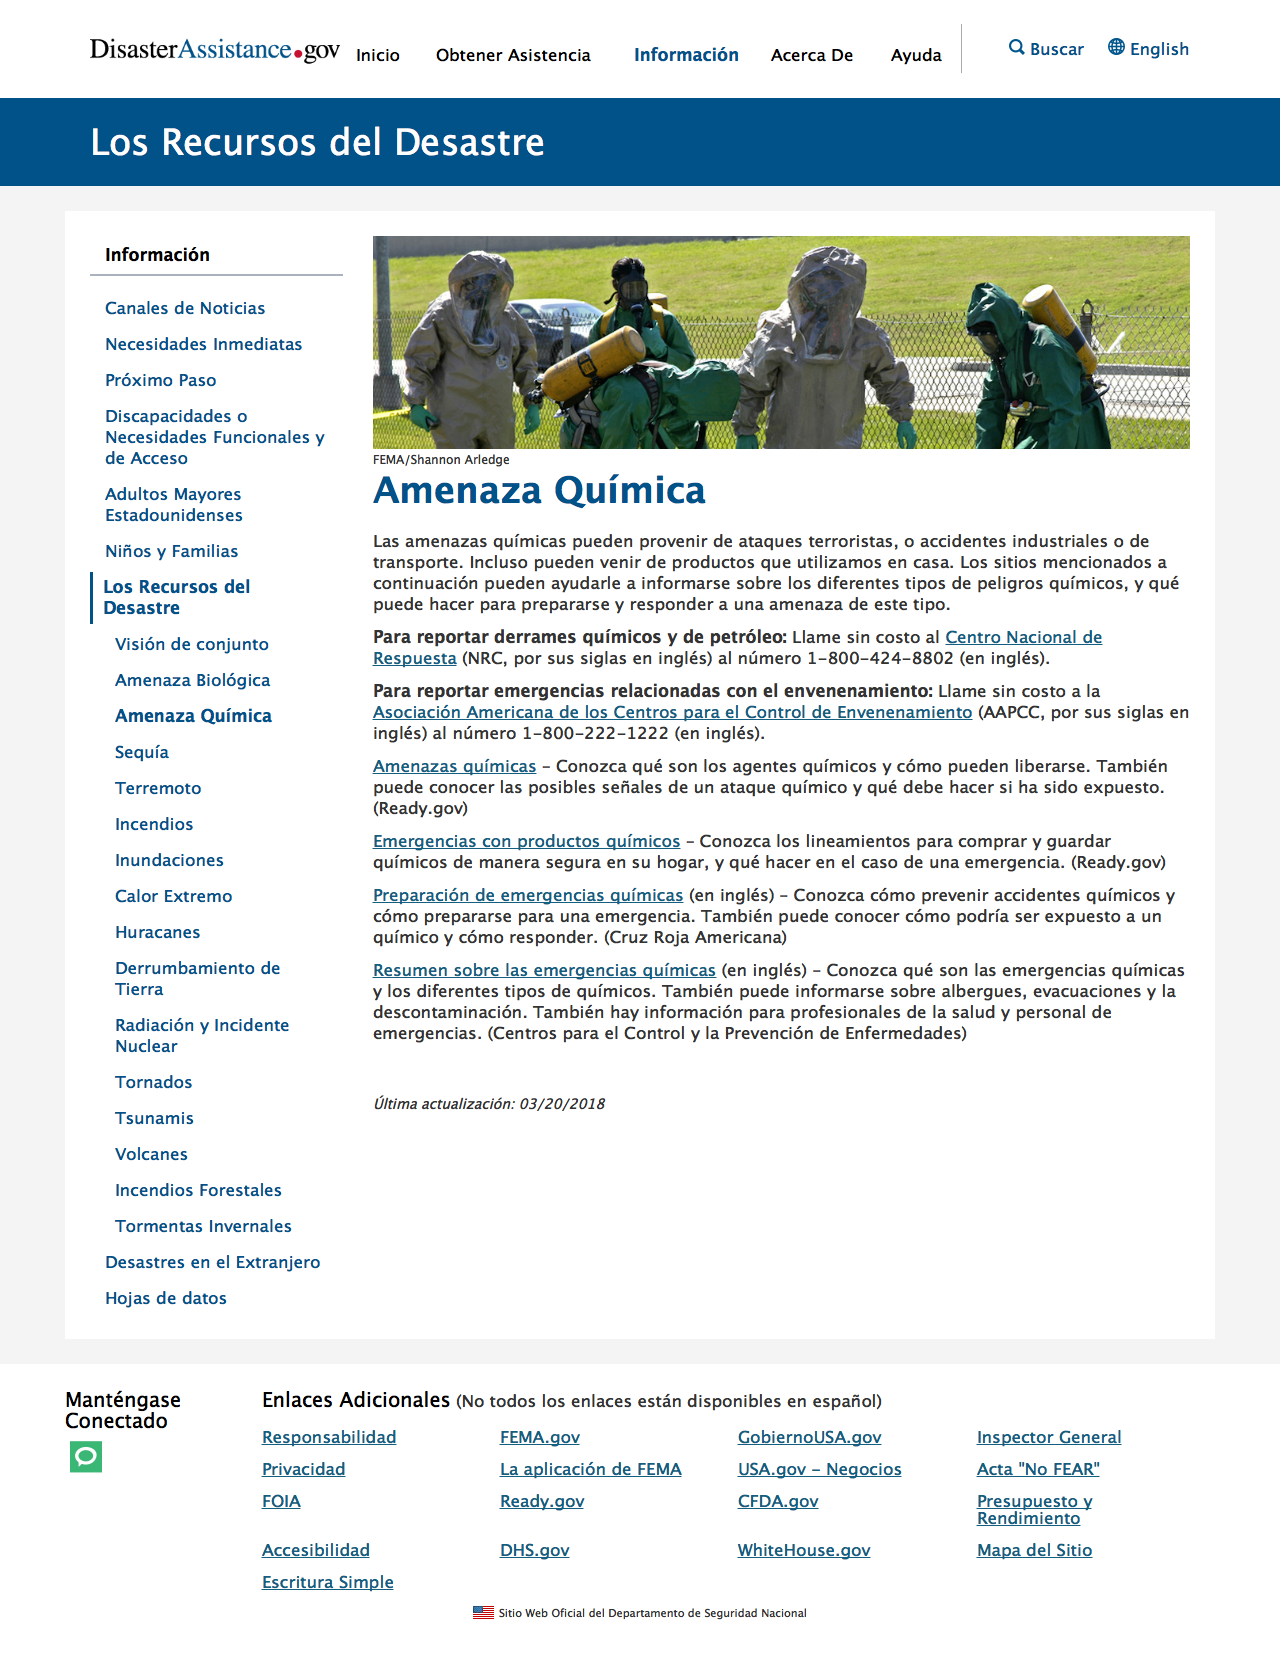 DisasterAssistance.gov
Inicio
Obtener Asistencia
Información
Acerca De
Ayuda
Buscar
English
Los Recursos del Desastre
Información
Canales de Noticias
Necesidades Inmediatas
Próximo Paso
Discapacidades o
Necesidades Funcionales y
de Acceso
Adultos Mayores
Estadounidenses
Niños y Familias
Los Recursos del
Desastre
Visión de conjunto
Amenaza Biológica
Amenaza Química
Sequía
Terremoto
Incendios
Inundaciones
Calor Extremo
Huracanes
Derrumbamiento de
Tierra
Radiación y Incidente
Nuclear
Tornados
Tsunamis
Volcanes
Incendios Forestales
Tormentas Invernales
Desastres en el Extranjero
Hojas de datos
FEMA/Shannon Arledge
Amenaza Química
Las amenazas químicas pueden provenir de ataques terroristas, o accidentes industriales o de
transporte. Incluso pueden venir de productos que utilizamos en casa. Los sitios mencionados a
continuación pueden ayudarle a informarse sobre los diferentes tipos de peligros químicos, y qué
puede hacer para prepararse y responder a una amenaza de este tipo.
Para reportar derrames químicos y de petróleo: Llame sin costo al Centro Nacional de
Respuesta (NRC, por sus siglas en inglés) al número 1-800-424-8802 (en inglés).
Para reportar emergencias relacionadas con el envenenamiento: Llame sin costo a la
Asociación Americana de los Centros para el Control de Envenenamiento (AAPCC, por sus siglas en
inglés) al número 1-800-222-1222 (en inglés).
Amenazas químicas – Conozca qué son los agentes químicos y cómo pueden liberarse. También
puede conocer las posibles señales de un ataque químico y qué debe hacer si ha sido expuesto.
(Ready.gov)
Emergencias con productos químicos – Conozca los lineamientos para comprar y guardar
químicos de manera segura en su hogar, y qué hacer en el caso de una emergencia. (Ready.gov)
Preparación de emergencias químicas (en inglés) – Conozca cómo prevenir accidentes químicos y
cómo prepararse para una emergencia. También puede conocer cómo podría ser expuesto a un
químico y cómo responder. (Cruz Roja Americana)
Resumen sobre las emergencias químicas (en inglés) – Conozca qué son las emergencias químicas
y los diferentes tipos de químicos. También puede informarse sobre albergues, evacuaciones y la
descontaminación. También hay información para profesionales de la salud y personal de
emergencias. (Centros para el Control y la Prevención de Enfermedades)
Última actualización: 03/20/2018
Manténgase
Conectado
Enlaces Adicionales (No todos los enlaces están disponibles en español)
Responsabilidad
FEMA.gov
GobiernoUSA.gov
Inspector General
Privacidad
La aplicación de FEMA
USA.gov – Negocios
Acta "No FEAR"
FOIA
Ready.gov
CFDA.gov
Presupuesto y
Rendimiento
Accesibilidad
DHS.gov
WhiteHouse.gov
Mapa del Sitio
Escritura Simple
Sitio Web Oficial del Departamento de Seguridad Nacional